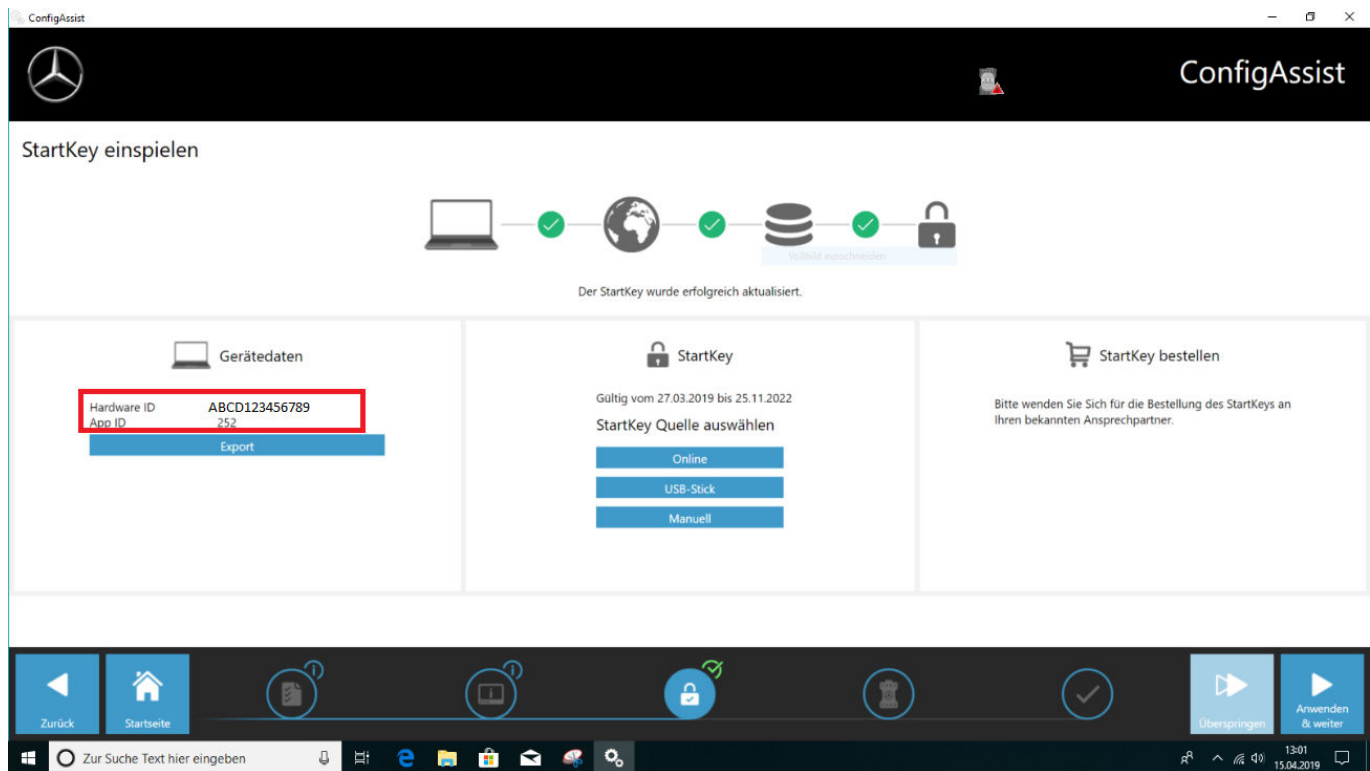 ConfigAssist
ConfigAssist
StartKey einspielen
Vollbild ausschneiden
Der StartKey wurde erfolgreich aktualisiert.
Gerätedaten
Hardware ID ABCD123456789
App ID 252
Export
StartKey
Gültig vom 27.03.2019 bis 25.11.2022
StartKey Quelle auswählen
Online
USB-Stick
Manuell
StartKey bestellen
Bitte wenden Sie Sich für die Bestellung des StartKeys an
Ihren bekannten Ansprechpartner.
Zurück
Startseite
Überspringen
Anwenden
& weiter
Zur Suche Text hier eingeben
13:01
15.04.2019